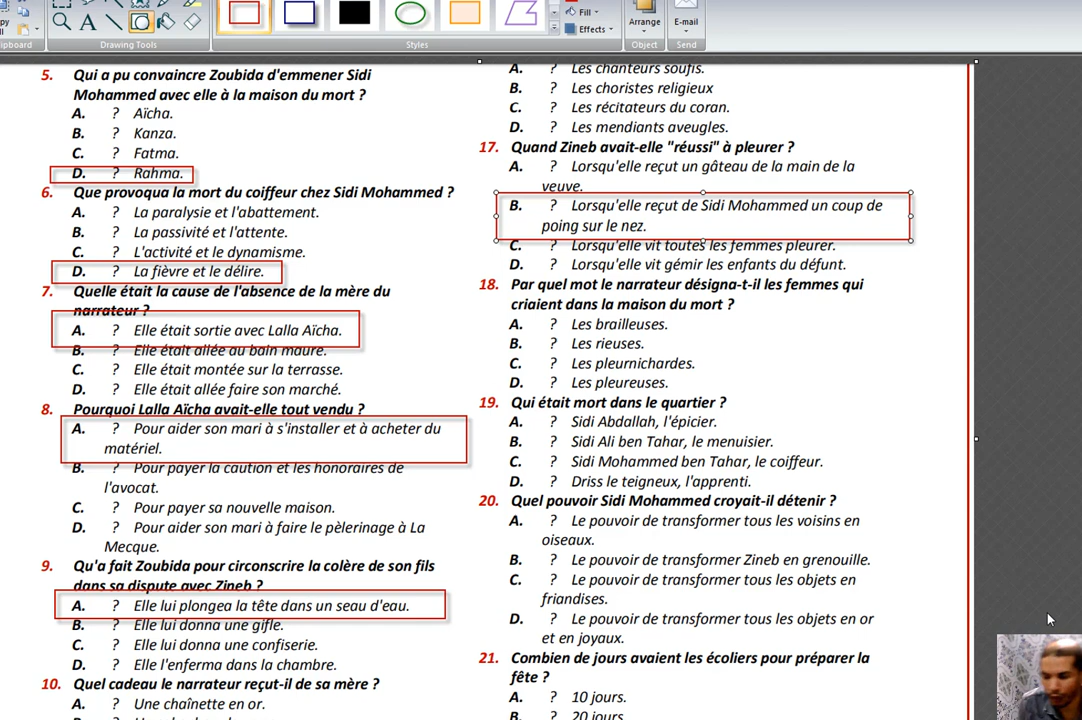 Fill
Effects
Arrange
E-mail
lipboard
Drawing Tools
Styles
Object
Send
5. Qui a pu convaincre Zoubida d'emmener Sidi
Mohammed avec elle à la maison du mort ?
A. ? Aïcha.
B. ? Kanza.
C. ? Fatma.
D. ? Rahma.
6. Que provoqua la mort du coiffeur chez Sidi Mohammed ?
A. ? La paralysie et l'abattement.
B. ? La passivité et l'attente.
C. ? L'activité et le dynamisme.
D. ? La fièvre et le délire.
7. Quelle était la cause de l'absence de la mère du
narrateur ?
A. ? Elle était sortie avec Lalla Aïcha.
B. ? Elle était allée au bain maure.
C. ? Elle était montée sur la terrasse.
D. ? Elle était allée faire son marché.
8. Pourquoi Lalla Aïcha avait-elle tout vendu ?
A. ? Pour aider son mari à s'installer et à acheter du
matériel.
B. ? Pour payer la caution et les honoraires de
l'avocat.
C. ? Pour payer sa nouvelle maison.
D. ? Pour aider son mari à faire le pèlerinage à La
Mecque.
9. Qu'a fait Zoubida pour circonscrire la colère de son fils
dans sa dispute avec Zineb ?
A. ? Elle lui plongea la tête dans un seau d'eau.
B. ? Elle lui donna une gifle.
C. ? Elle lui donna une confiserie.
D. ? Elle l'enferma dans la chambre.
10. Quel cadeau le narrateur reçut-il de sa mère ?
A. ? Une chaînette en or.
A. ? Les chanteurs soufis.
B. ? Les choristes religieux
C. ? Les récitateurs du coran.
D. ? Les mendiants aveugles.
17. Quand Zineb avait-elle "réussi" à pleurer ?
A. ? Lorsqu'elle reçut un gâteau de la main de la
veuve.
B. ? Lorsqu'elle reçut de Sidi Mohammed un coup de
poing sur le nez.
C. ? Lorsqu'elle vit toutes les femmes pleurer.
D. ? Lorsqu'elle vit gémir les enfants du défunt.
18. Par quel mot le narrateur désigna-t-il les femmes qui
criaient dans la maison du mort ?
A. ? Les brailleuses.
B. ? Les rieuses.
C. ? Les pleurnichardes.
D. ? Les pleureuses.
19. Qui était mort dans le quartier ?
A. ? Sidi Abdallah, l'épicier.
B. ? Sidi Ali ben Tahar, le menuisier.
C. ? Sidi Mohammed ben Tahar, le coiffeur.
D. ? Driss le teigneux, l'apprenti.
20. Quel pouvoir Sidi Mohammed croyait-il détenir ?
A. ? Le pouvoir de transformer tous les voisins en
oiseaux.
B. ? Le pouvoir de transformer Zineb en grenouille.
C. ? Le pouvoir de transformer tous les objets en
friandises.
D. ? Le pouvoir de transformer tous les objets en or
et en joyaux.
21. Combien de jours avaient les écoliers pour préparer la
fête ?
A. ? 10 jours.
B. ? 20 jours.